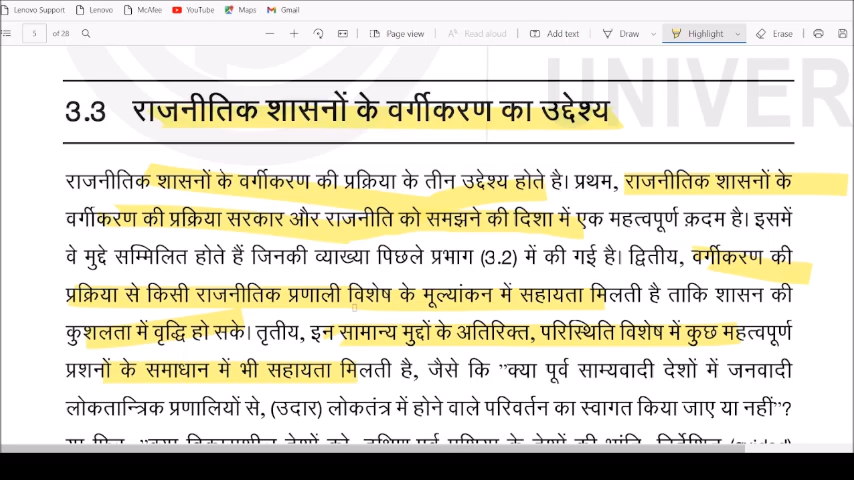 Lenovo Support Lenovo McAfee YouTube Maps Gmail
5 of 28 Page view Read aloud Add text Draw Highlight Erase
UNIVER
3.3 राजनीतिक शासनों के वर्गीकरण का उद्देश्य
राजनीतिक शासनों के वर्गीकरण की प्रक्रिया के तीन उद्देश्य होते है। प्रथम, राजनीतिक शासनों के
वर्गीकरण की प्रक्रिया सरकार और राजनीति को समझने की दिशा में एक महत्वपूर्ण क़दम है। इसमें
वे मुद्दे सम्मिलित होते हैं जिनकी व्याख्या पिछले प्रभाग (3.2) में की गई है। द्वितीय, वर्गीकरण की
प्रक्रिया से किसी राजनीतिक प्रणाली विशेष के मूल्यांकन में सहायता मिलती है ताकि शासन की
कुशलता में वृद्धि हो सके। तृतीय, इन सामान्य मुद्दों के अतिरिक्त, परिस्थिति विशेष में कुछ महत्वपूर्ण
प्रशनों के समाधान में भी सहायता मिलती है, जैसे कि ”क्या पूर्व साम्यवादी देशों में जनवादी
लोकतान्त्रिक प्रणालियों से, (उदार) लोकतंत्र में होने वाले परिवर्तन का स्वागत किया जाए या नहीं”?